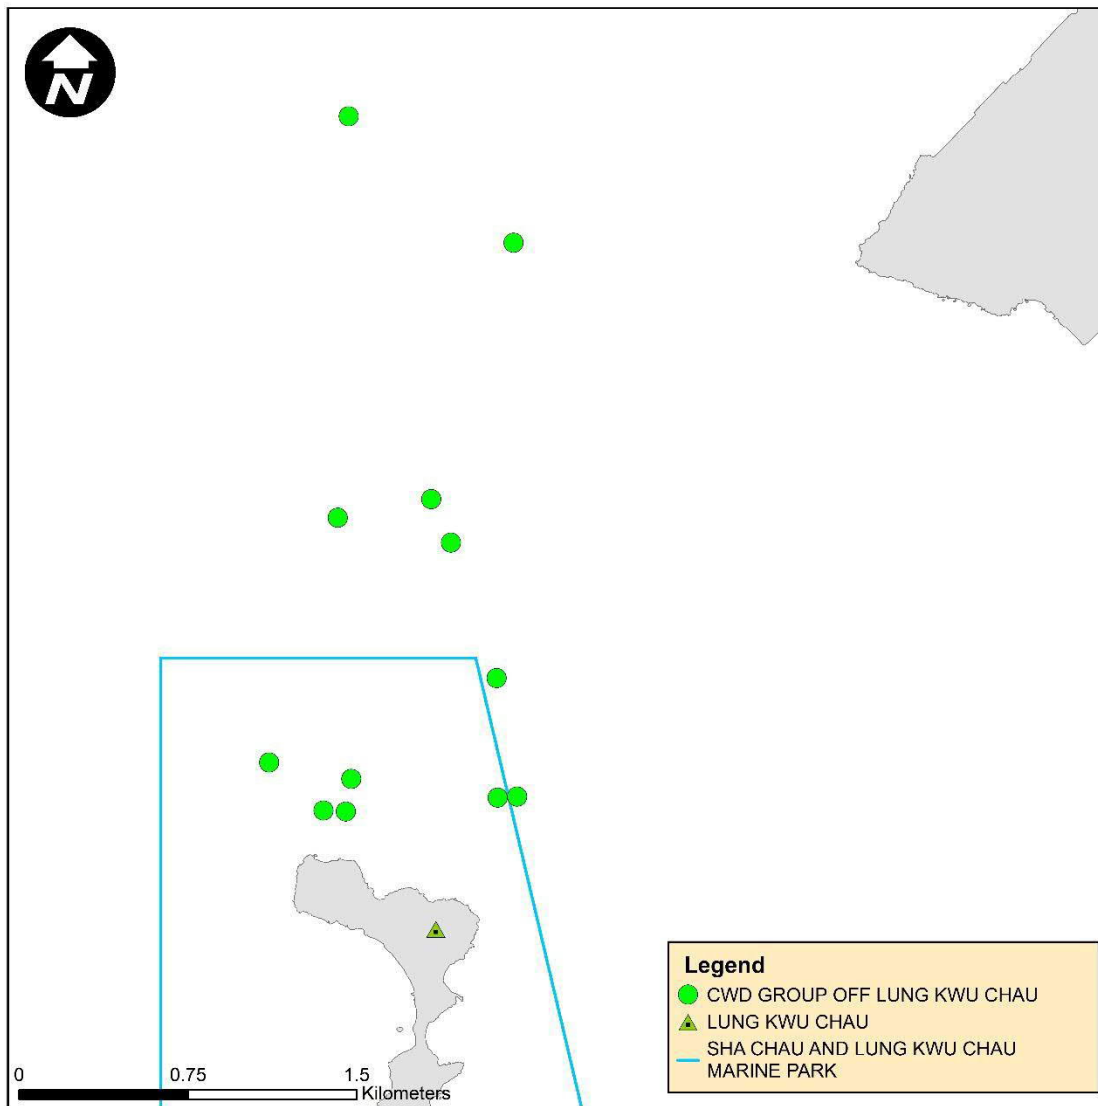 N
Legend
CWD GROUP OFF LUNG KWU CHAU
LUNG KWU CHAU
SHA CHAU AND LUNG KWU CHAU
MARINE PARK
0 0.75 1.5
Kilometers